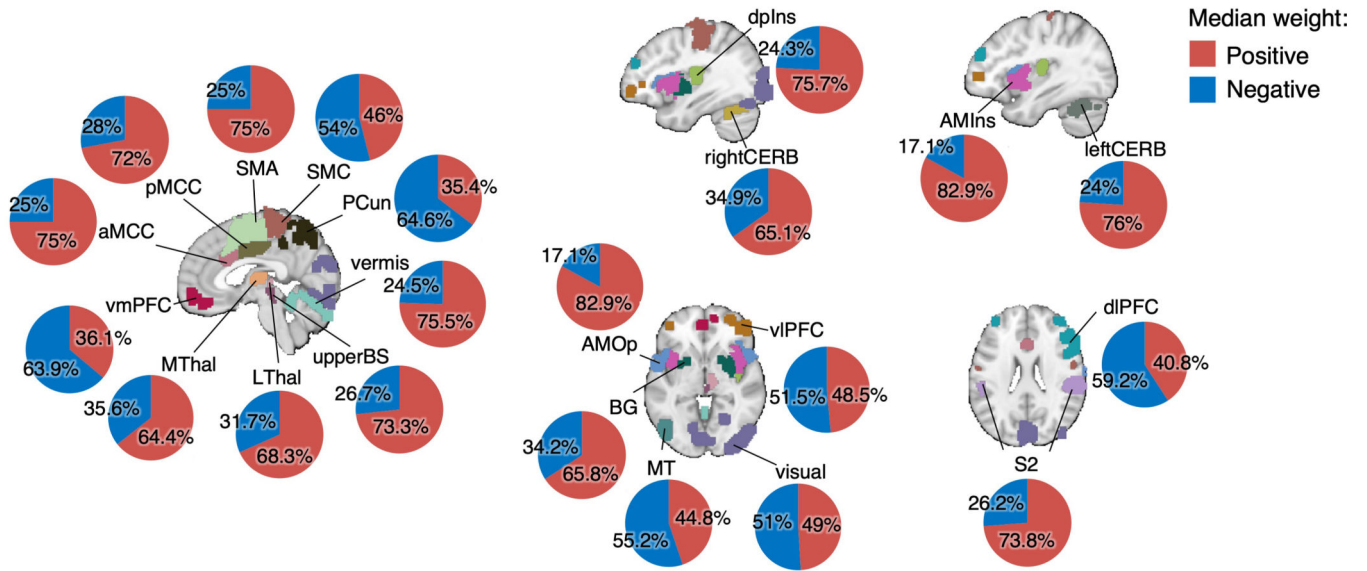 Median weight:
Positive
Negative
dpIns
24.3%
75.7%
rightCERB
34.9%
65.1%
AMIns
17.1%
82.9%
leftCERB
24%
76%
25%
75%
SMA
54%
46%
SMC
28%
72%
pMCC
35.4%
64.6%
PCun
25%
75%
aMCC
vermis
24.5%
75.5%
vmPFC
36.1%
63.9%
MThal
35.6%
64.4%
LThal
31.7%
68.3%
upperBS
26.7%
73.3%
17.1%
82.9%
AMOp
vlPFC
51.5%
48.5%
BG
34.2%
65.8%
MT
44.8%
55.2%
visual
51%
49%
dlPFC
40.8%
59.2%
S2
26.2%
73.8%